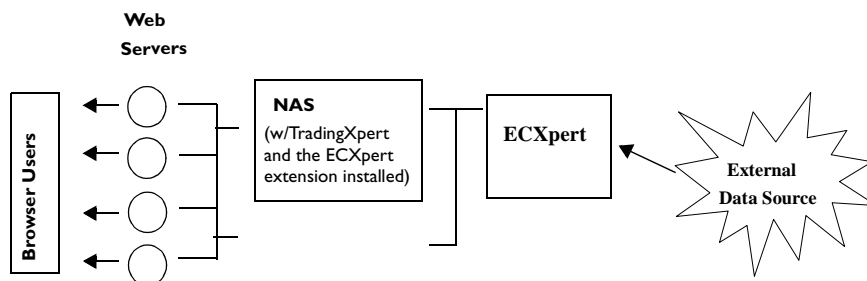 Web
Servers
Browser Users
NAS
(w/TradingXpert
and the ECXpert
extension installed)
ECXpert
External
Data Source